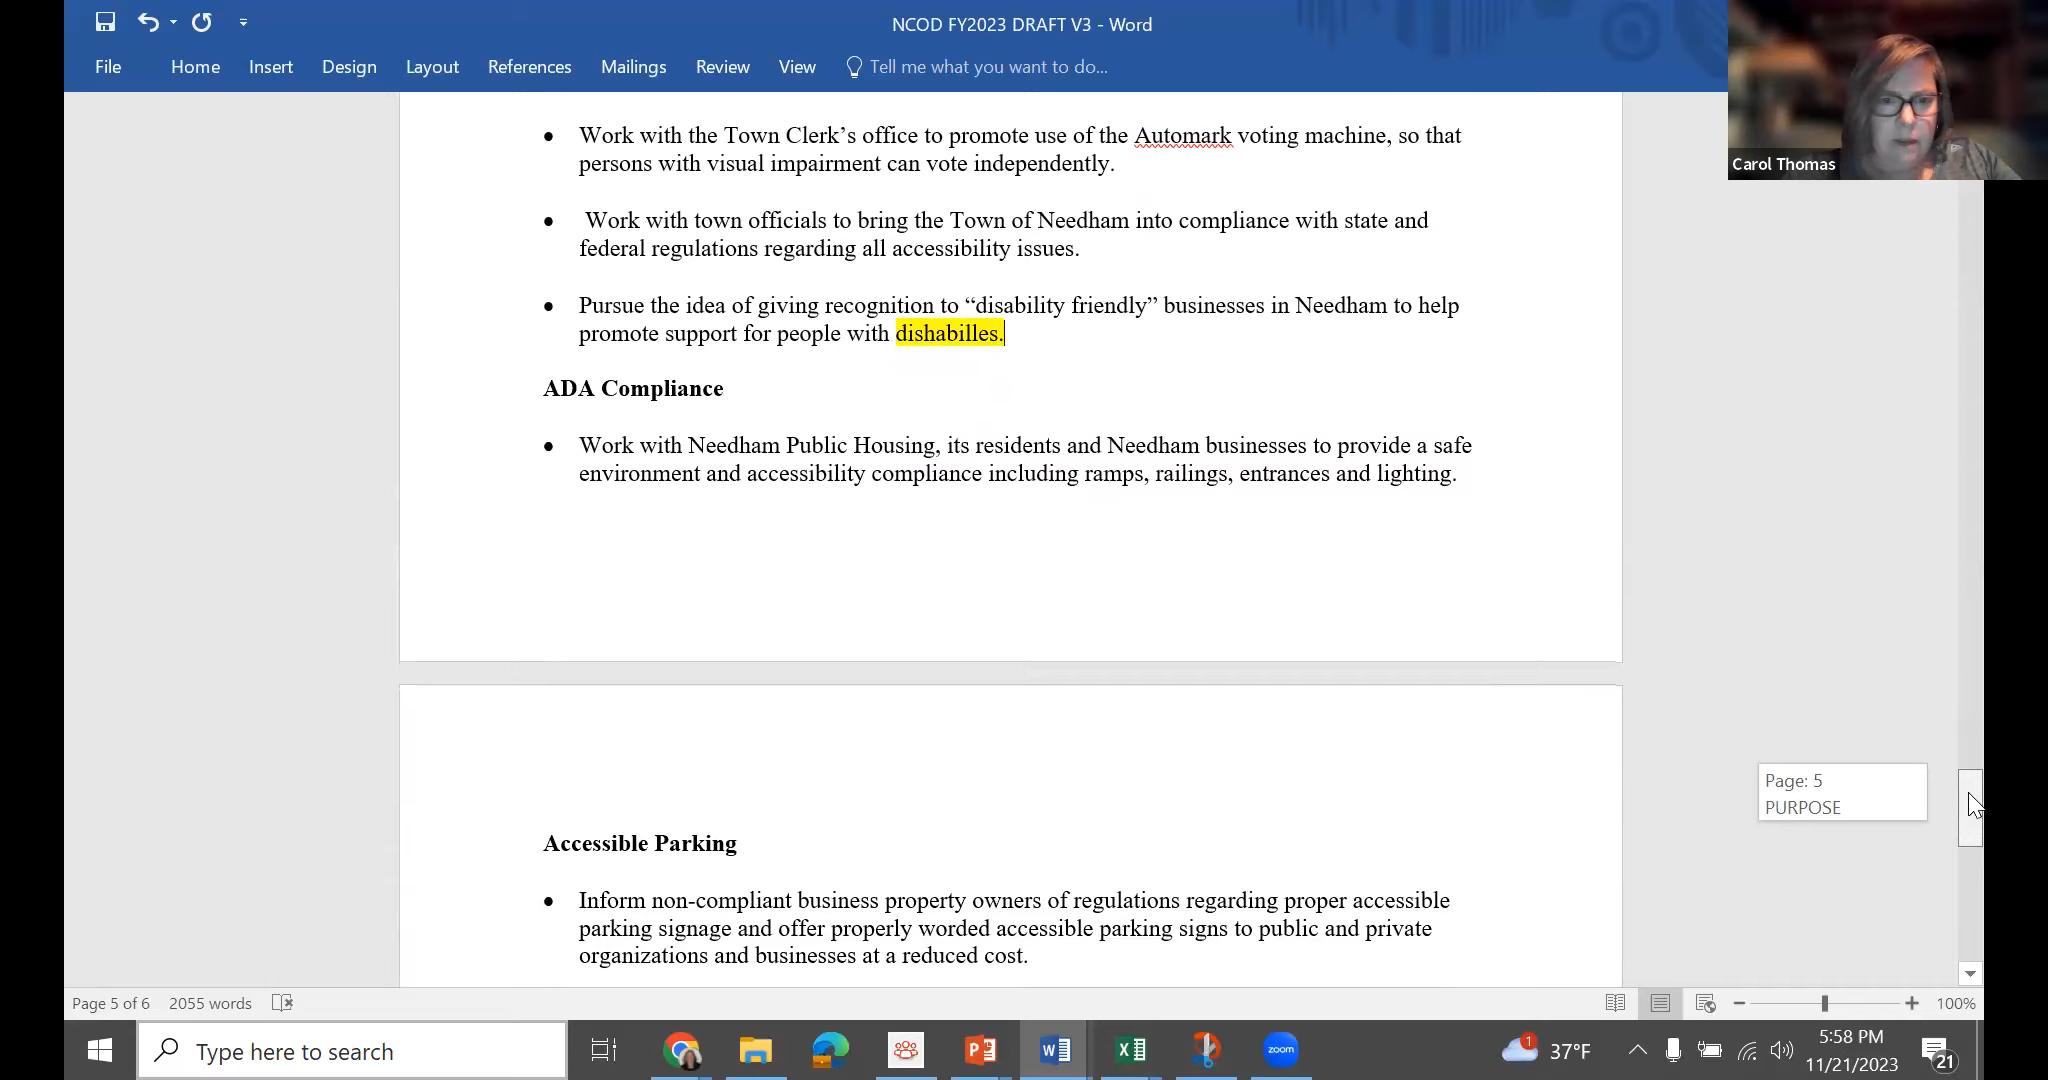 NCOD FY2023 DRAFT V3 - Word
File Home Insert Design Layout References Mailings Review View Tell me what you want to do...
Carol Thomas
• Work with the Town Clerk’s office to promote use of the Automark voting machine, so that
persons with visual impairment can vote independently.
• Work with town officials to bring the Town of Needham into compliance with state and
federal regulations regarding all accessibility issues.
• Pursue the idea of giving recognition to “disability friendly” businesses in Needham to help
promote support for people with dishabilles.
ADA Compliance
• Work with Needham Public Housing, its residents and Needham businesses to provide a safe
environment and accessibility compliance including ramps, railings, entrances and lighting.
Page: 5
PURPOSE
Accessible Parking
• Inform non-compliant business property owners of regulations regarding proper accessible
parking signage and offer properly worded accessible parking signs to public and private
organizations and businesses at a reduced cost.
Page 5 of 6 2055 words 100%
Type here to search zoom 1 37°F 5:58 PM
11/21/2023 21